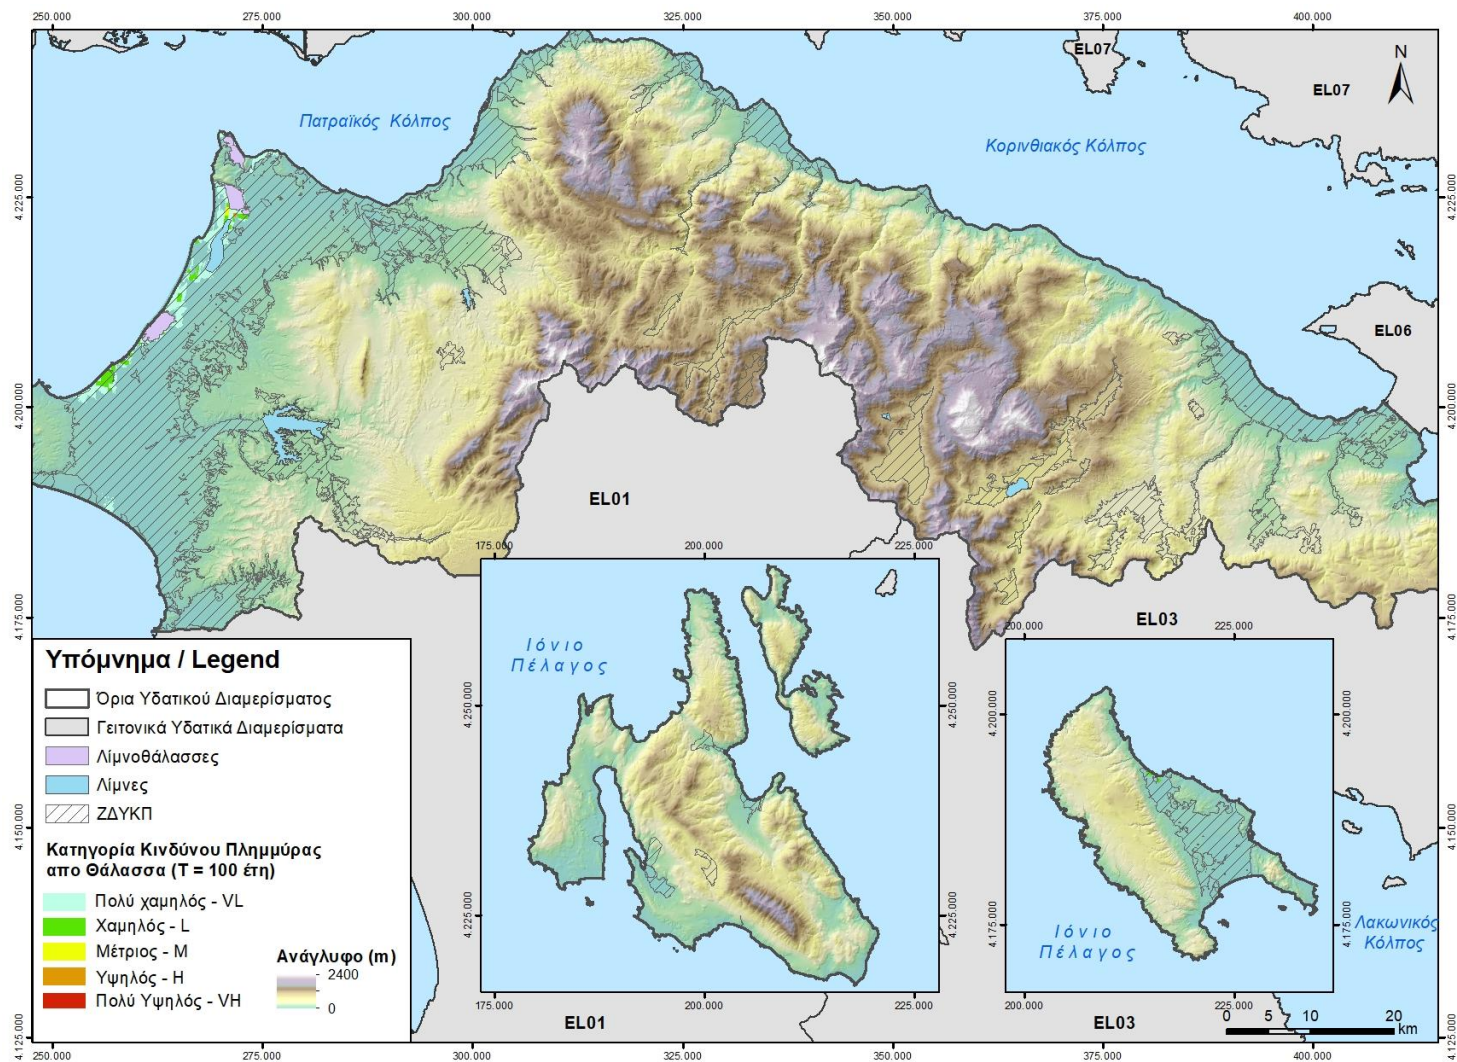 250.000 275.000 300.000 325.000 350.000 375.000 400.000
EL07
N
EL07
Πατραϊκός Κόλπος
Κορινθιακός Κόλπος
4.225.000 4.225.000
EL06
4.200.000 4.200.000
EL01
175.000 200.000 225.000
4.175.000 4.175.000
EL03
200.000 225.000
Ιόνιο
Πέλαγος
4.250.000 4.250.000
4.200.000 4.200.000
4.150.000 4.150.000
4.225.000 4.225.000
4.175.000 4.175.000
Ιόνιο
Πέλαγος
Λακωνικός
Κόλπος
175.000 200.000 225.000
200.000 225.000
Υπόμνημα / Legend
Όρια Υδατικού Διαμερίσματος
Γειτονικά Υδατικά Διαμερίσματα
Λίμνοθάλασσες
Λίμνες
ΖΔΥΚΠ
Κατηγορία Κινδύνου Πλημμύρας
απο Θάλασσα (Τ = 100 έτη)
Πολύ χαμηλός - VL
Χαμηλός - L
Μέτριος - M
Υψηλός - H
Πολύ Υψηλός - VH
Ανάγλυφο (m)
2400
0
EL01
EL03
0 5 10 20
km
4.125.000 4.125.000
250.000 275.000 300.000 325.000 350.000 375.000 400.000